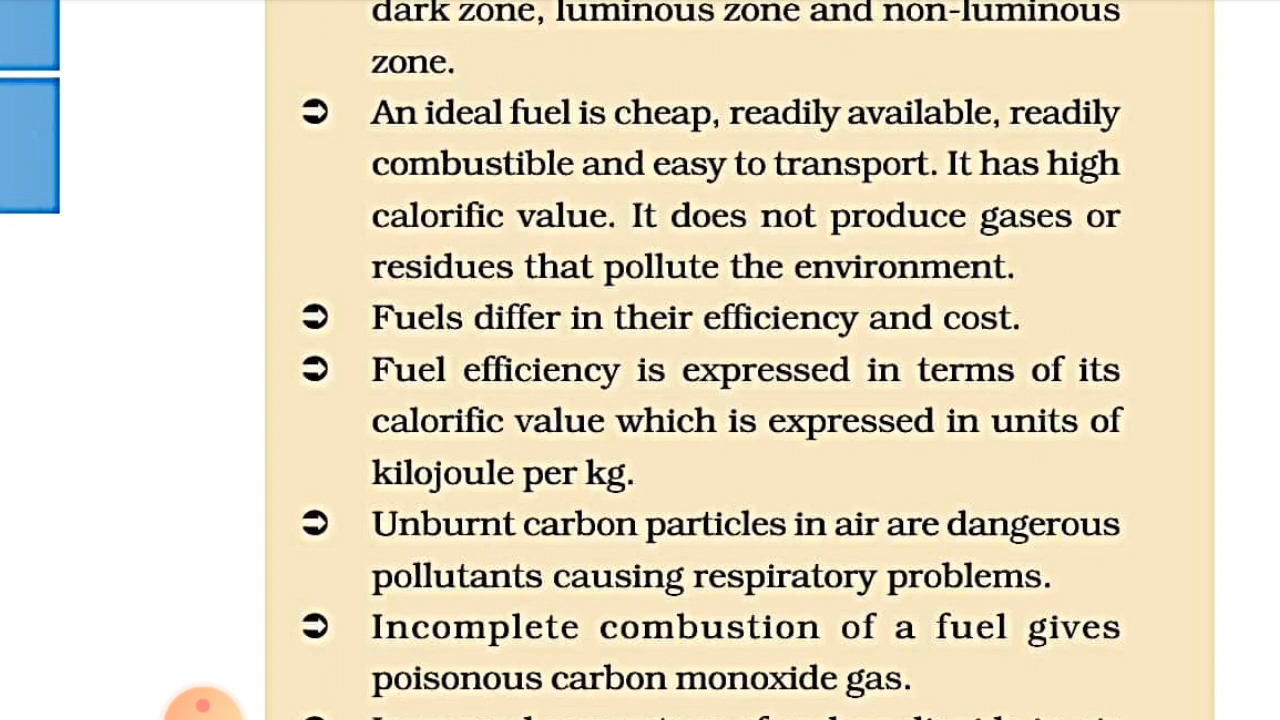 dark zone, luminous zone and non-luminous
zone.
➲ An ideal fuel is cheap, readily available, readily
combustible and easy to transport. It has high
calorific value. It does not produce gases or
residues that pollute the environment.
➲ Fuels differ in their efficiency and cost.
➲ Fuel efficiency is expressed in terms of its
calorific value which is expressed in units of
kilojoule per kg.
➲ Unburnt carbon particles in air are dangerous
pollutants causing respiratory problems.
➲ Incomplete combustion of a fuel gives
poisonous carbon monoxide gas.